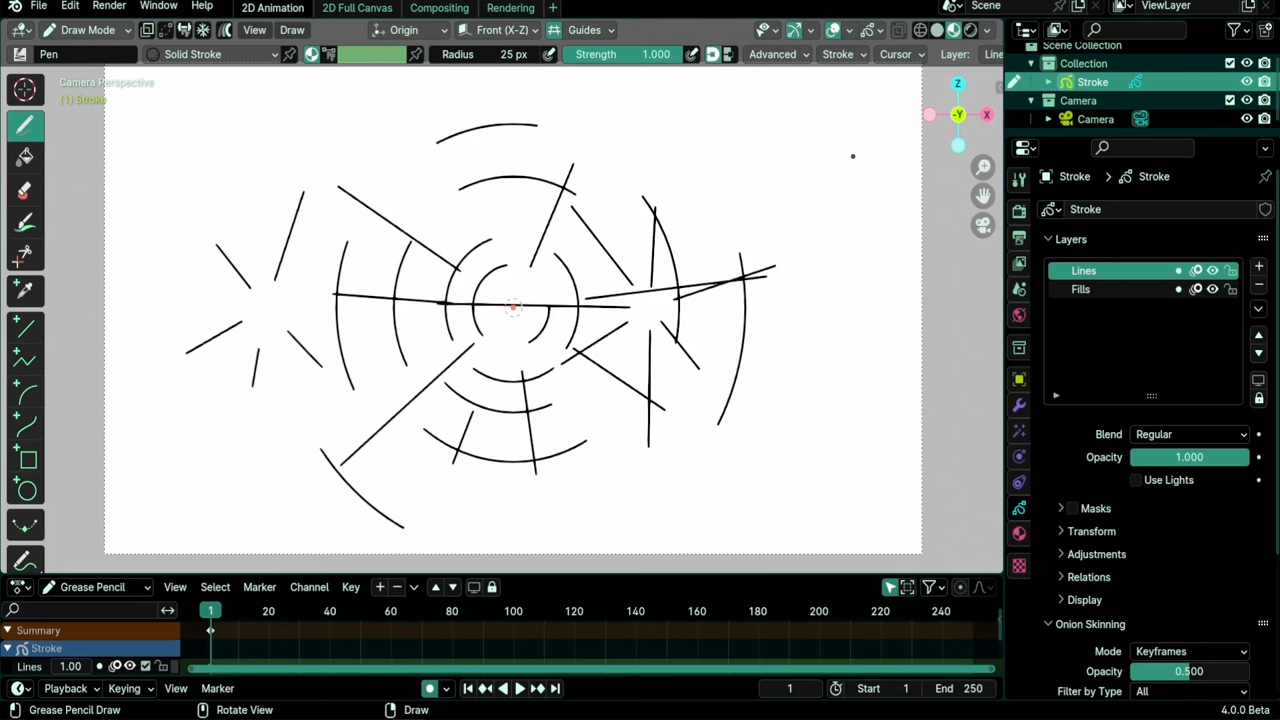 File Edit Render Window Help 2D Animation 2D Full Canvas Compositing Rendering + Scene ViewLayer
Draw Mode View Draw Origin Front (X-Z) Guides
Pen Solid Stroke Radius 25 px Strength 1.000 Advanced Stroke Cursor Layer: Line
Camera Perspective
(1) Stroke
Z
-Y X
Scene Collection
Collection
Stroke
Camera
Camera
Stroke Stroke
Stroke
Layers
Lines
Fills
Blend Regular
Opacity 1.000
Use Lights
Masks
Transform
Adjustments
Relations
Display
Onion Skinning
Mode Keyframes
Opacity 0.500
Filter by Type All
Grease Pencil View Select Marker Channel Key
1 20 40 60 80 100 120 140 160 180 200 220 240
Summary
Stroke
Lines 1.00
Playback Keying View Marker 1 Start 1 End 250
Grease Pencil Draw Rotate View Draw 4.0.0 Beta